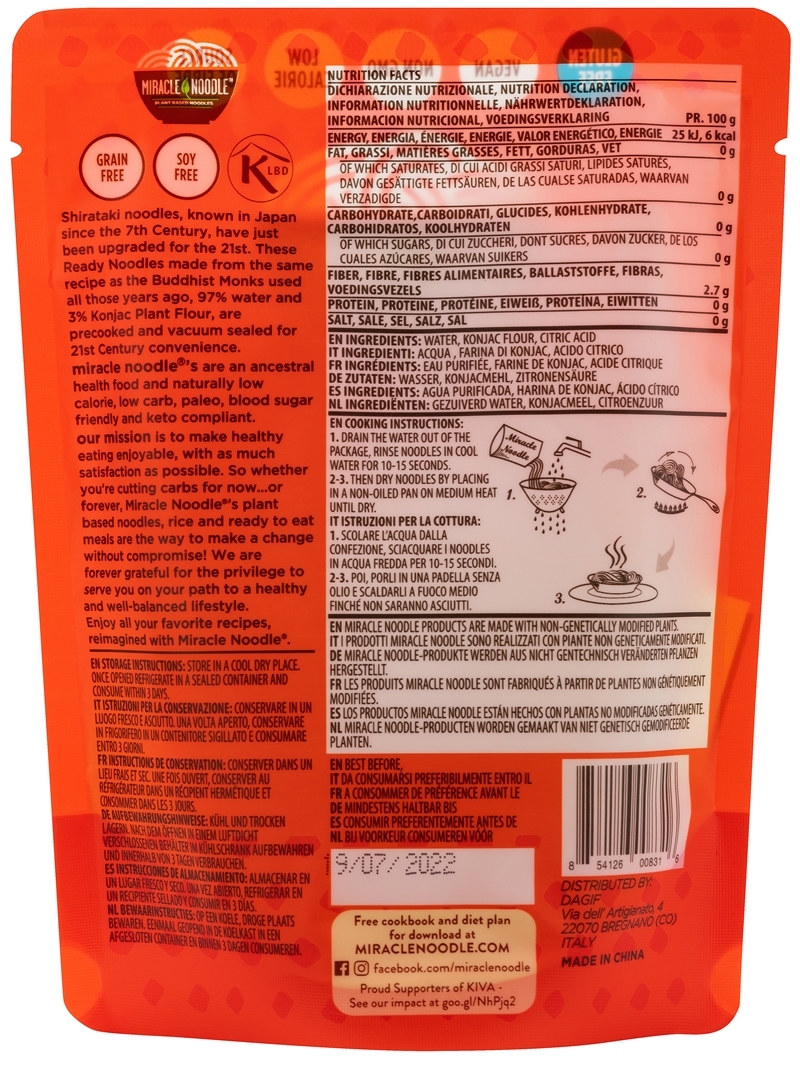 MIRACLE NOODLE™
PLANT BASED NOODLES
GRAIN
FREE
SOY
FREE
K LBD
LOW
CALORIE
NON GMO
VEGAN
GLUTEN
FREE
Shirataki noodles, known in Japan
since the 7th Century, have just
been upgraded for the 21st. These
Ready Noodles made from the same
recipe as the Buddhist Monks used
all those years ago, 97% water and
3% Konjac Plant Flour, are
precooked and vacuum sealed for
21st Century convenience.
miracle noodle®'s are an ancestral
health food and naturally low
calorie, low carb, paleo, blood sugar
friendly and keto compliant.
our mission is to make healthy
eating enjoyable, with as much
satisfaction as possible. So whether
you're cutting carbs for now...or
forever, Miracle Noodle®'s plant
based noodles, rice and ready to eat
meals are the way to make a change
without compromise! We are
forever grateful for the privilege to
serve you on your path to a healthy
and well-balanced lifestyle.
Enjoy all your favorite recipes,
reimagined with Miracle Noodle®.
EN STORAGE INSTRUCTIONS: STORE IN A COOL DRY PLACE.
ONCE OPENED REFRIGERATE IN A SEALED CONTAINER AND
CONSUME WITHIN 3 DAYS.
IT ISTRUZIONI PER LA CONSERVAZIONE: CONSERVARE IN UN
LUOGO FRESCO E ASCIUTTO. UNA VOLTA APERTO, CONSERVARE
IN FRIGORIFERO IN UN CONTENITORE SIGILLATO E CONSUMARE
ENTRO 3 GIORNI.
FR INSTRUCTIONS DE CONSERVATION: CONSERVER DANS UN
LIEU FRAIS ET SEC. UNE FOIS OUVERT, CONSERVER AU
RÉFRIGÉRATEUR DANS UN RÉCIPIENT HERMÉTIQUE ET
CONSOMMER DANS LES 3 JOURS.
DE AUFBEWAHRUNGSHINWEISE: KÜHL UND TROCKEN
LAGERN. NACH DEM ÖFFNEN IN EINEM LUFTDICHT
VERSCHLOSSENEN BEHÄLTER IM KÜHLSCHRANK AUFBEWAHREN
UND INNERHALB VON 3 TAGEN VERBRAUCHEN.
ES INSTRUCCIONES DE ALMACENAMIENTO: ALMACENAR EN
UN LUGAR FRESCO Y SECO. UNA VEZ ABIERTO, REFRIGERAR EN
UN RECIPIENTE SELLADO Y CONSUMIR EN 3 DÍAS.
NL BEWAARINSTRUCTIES: OP EEN KOELE, DROGE PLAATS
BEWAREN. EENMAAL GEOPEND IN DE KOELKAST IN EEN
AFGESLOTEN CONTAINER EN BINNEN 3 DAGEN CONSUMEREN.
NUTRITION FACTS
DICHIARAZIONE NUTRIZIONALE, NUTRITION DECLARATION,
INFORMATION NUTRITIONNELLE, NÄHRWERTDEKLARATION,
INFORMACION NUTRICIONAL, VOEDINGSVERKLARING PR. 100 g
ENERGY, ENERGIA, ÉNERGIE, ENERGIE, VALOR ENERGÉTICO, ENERGIE 25 kJ, 6 kcal
FAT, GRASSI, MATIÈRES GRASSES, FETT, GORDURAS, VET 0 g
OF WHICH SATURATES, DI CUI ACIDI GRASSI SATURI, LIPIDES SATURÉS,
DAVON GESÄTTIGTE FETTSÄUREN, DE LAS CUALSE SATURADAS, WAARVAN
VERZADIGDE 0 g
CARBOHYDRATE,CARBOIDRATI, GLUCIDES, KOHLENHYDRATE,
CARBOHIDRATOS, KOOLHYDRATEN 0 g
OF WHICH SUGARS, DI CUI ZUCCHERI, DONT SUCRES, DAVON ZUCKER, DE LOS
CUALES AZÚCARES, WAARVAN SUIKERS 0 g
FIBER, FIBRE, FIBRES ALIMENTAIRES, BALLASTSTOFFE, FIBRAS,
VOEDINGSVEZELS 2.7 g
PROTEIN, PROTEINE, PROTÉINE, EIWEIß, PROTEÍNA, EIWITTEN 0 g
SALT, SALE, SEL, SALZ, SAL 0 g
EN INGREDIENTS: WATER, KONJAC FLOUR, CITRIC ACID
IT INGREDIENTI: ACQUA , FARINA DI KONJAC, ACIDO CITRICO
FR INGRÉDIENTS: EAU PURIFIÉE, FARINE DE KONJAC, ACIDE CITRIQUE
DE ZUTATEN: WASSER, KONJACMEHL, ZITRONENSÄURE
ES INGREDIENTS: AGUA PURIFICADA, HARINA DE KONJAC, ÁCIDO CÍTRICO
NL INGREDIËNTEN: GEZUIVERD WATER, KONJACMEEL, CITROENZUUR
EN COOKING INSTRUCTIONS:
1. DRAIN THE WATER OUT OF THE
PACKAGE, RINSE NOODLES IN COOL
WATER FOR 10-15 SECONDS.
2-3. THEN DRY NOODLES BY PLACING
IN A NON-OILED PAN ON MEDIUM HEAT
UNTIL DRY.
IT ISTRUZIONI PER LA COTTURA:
1. SCOLARE L'ACQUA DALLA
CONFEZIONE, SCIACQUARE I NOODLES
IN ACQUA FREDDA PER 10-15 SECONDI.
2-3. POI, PORLI IN UNA PADELLA SENZA
OLIO E SCALDARLI A FUOCO MEDIO
FINCHÉ NON SARANNO ASCIUTTI.
Miracle
Noodle
1.
2.
3.
EN MIRACLE NOODLE PRODUCTS ARE MADE WITH NON-GENETICALLY MODIFIED PLANTS.
IT I PRODOTTI MIRACLE NOODLE SONO REALIZZATI CON PIANTE NON GENETICAMENTE MODIFICATI.
DE MIRACLE NOODLE-PRODUKTE WERDEN AUS NICHT GENTECHNISCH VERÄNDERTEN PFLANZEN
HERGESTELLT.
FR LES PRODUITS MIRACLE NOODLE SONT FABRIQUÉS À PARTIR DE PLANTES NON GÉNÉTIQUEMENT
MODIFIÉES.
ES LOS PRODUCTOS MIRACLE NOODLE ESTÁN HECHOS CON PLANTAS NO MODIFICADAS GENÉTICAMENTE.
NL MIRACLE NOODLE-PRODUCTEN WORDEN GEMAAKT VAN NIET GENETISCH GEMODIFICEERDE
PLANTEN.
EN BEST BEFORE,
IT DA CONSUMARSI PREFERIBILMENTE ENTRO IL
FR A CONSOMMER DE PRÉFÉRENCE AVANT LE
DE MINDESTENS HALTBAR BIS
ES CONSUMIR PREFERENTEMENTE ANTES DE
NL BIJ VOORKEUR CONSUMEREN VÓÓR
9/07/2022
8 54126 00831 6
DISTRIBUTED BY:
DAGIF
Via dell' Artigianato, 4
22070 BREGNANO (CO)
ITALY
MADE IN CHINA
Free cookbook and diet plan
for download at
MIRACLENOODLE.COM
facebook.com/miraclenoodle
Proud Supporters of KIVA -
See our impact at goo.gl/NhPjq2